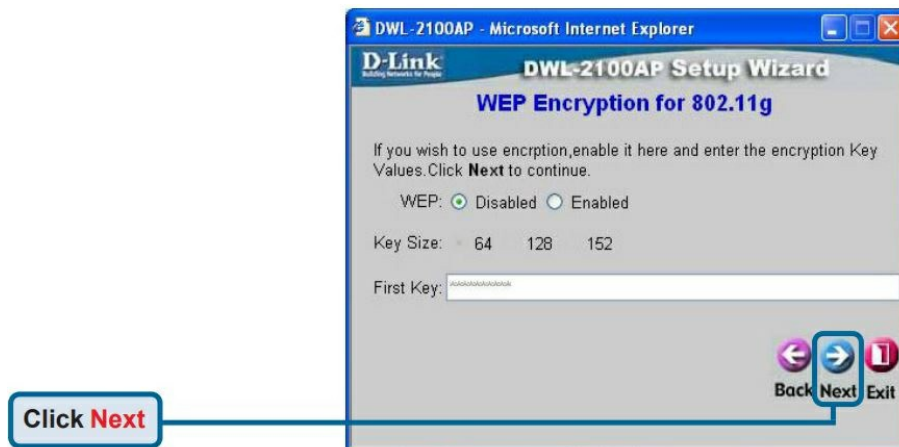 DWL-2100AP - Microsoft Internet Explorer
D-Link
Building Networks for People
DWL-2100AP Setup Wizard
WEP Encryption for 802.11g
If you wish to use encrption,enable it here and enter the encryption Key
Values.Click Next to continue.
WEP: Disabled Enabled
Key Size: 64 128 152
First Key: ************
Back Next Exit
Click Next